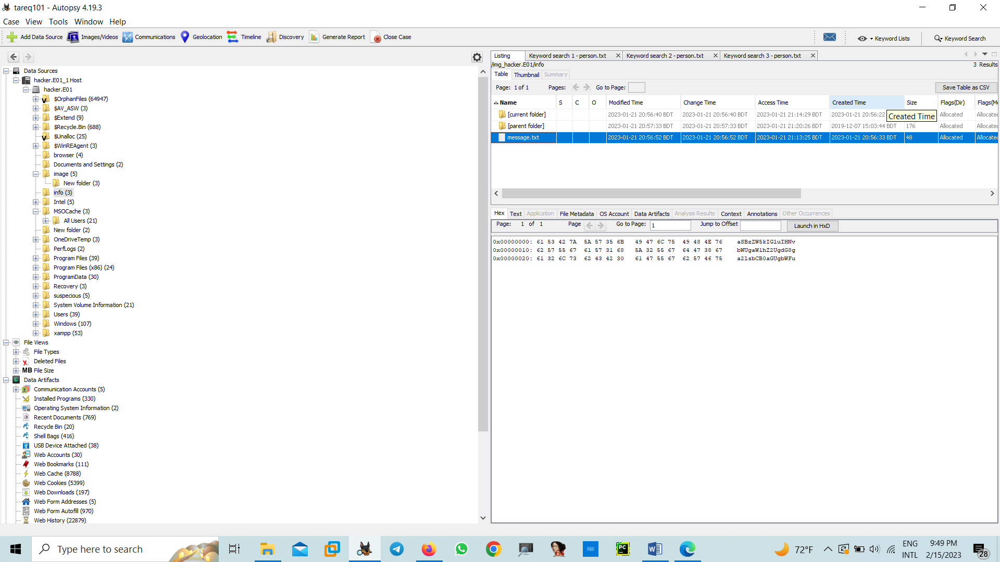 tareq101 - Autopsy 4.19.3
Case View Tools Window Help
Add Data Source Images/Videos Communications Geolocation Timeline Discovery Generate Report Close Case Keyword Lists Keyword Search
Data Sources
hacker.E01_1 Host
hacker.E01
$OrphanFiles (64947)
$AV_ASW (3)
$Extend (9)
$Recycle.Bin (688)
$Unalloc (25)
$WinREAgent (3)
browser (4)
Documents and Settings (2)
image (5)
New folder (3)
info (3)
Intel (5)
MSOCache (3)
All Users (21)
New folder (2)
OneDriveTemp (3)
PerfLogs (2)
Program Files (39)
Program Files (x86) (24)
ProgramData (30)
Recovery (3)
suspecious (5)
System Volume Information (21)
Users (39)
Windows (107)
xampp (53)
File Views
File Types
Deleted Files
MB File Size
Data Artifacts
Communication Accounts (5)
Installed Programs (330)
Operating System Information (2)
Recent Documents (769)
Recycle Bin (20)
Shell Bags (416)
USB Device Attached (38)
Web Accounts (30)
Web Bookmarks (111)
Web Cache (8788)
Web Cookies (5399)
Web Downloads (197)
Web Form Addresses (5)
Web Form Autofill (970)
Web History (22879)
Listing Keyword search 1 - person.txt Keyword search 2 - person.txt Keyword search 3 - person.txt
/img_hacker.E01/info 3 Results
Table Thumbnail Summary
Page: 1 of 1 Pages: Go to Page: Save Table as CSV
Name S C O Modified Time Change Time Access Time Created Time Size Flags(Dir) Flags(Me
[current folder] 2023-01-21 20:56:40 BDT 2023-01-21 20:56:40 BDT 2023-01-21 21:14:29 BDT 2023-01-21 20:56:22 Allocated Allocated
Created Time
[parent folder] 2023-01-21 20:57:33 BDT 2023-01-21 20:57:33 BDT 2023-01-21 21:20:26 BDT 2019-12-07 15:03:44 BDT 176 Allocated Allocated
message.txt 2023-01-21 20:56:52 BDT 2023-01-21 20:56:52 BDT 2023-01-21 21:13:25 BDT 2023-01-21 20:56:33 BDT 48 Allocated Allocated
Hex Text Application File Metadata OS Account Data Artifacts Analysis Results Context Annotations Other Occurrences
Page: 1 of 1 Page Go to Page: 1 Jump to Offset Launch in HxD
0x00000000: 61 53 42 7A 5A 57 35 6B 49 47 6C 75 49 48 4E 76 aSBzZW5kIGluIHNv
0x00000010: 62 57 55 67 61 57 31 68 5A 32 55 67 64 47 38 67 bWUgaW1hZ2UgdG8g
0x00000020: 61 32 6C 73 62 43 42 30 61 47 55 67 62 57 46 75 a2lsbCB0aGUgbWFu
Type here to search
72°F
ENG
INTL
9:49 PM
2/15/2023
28